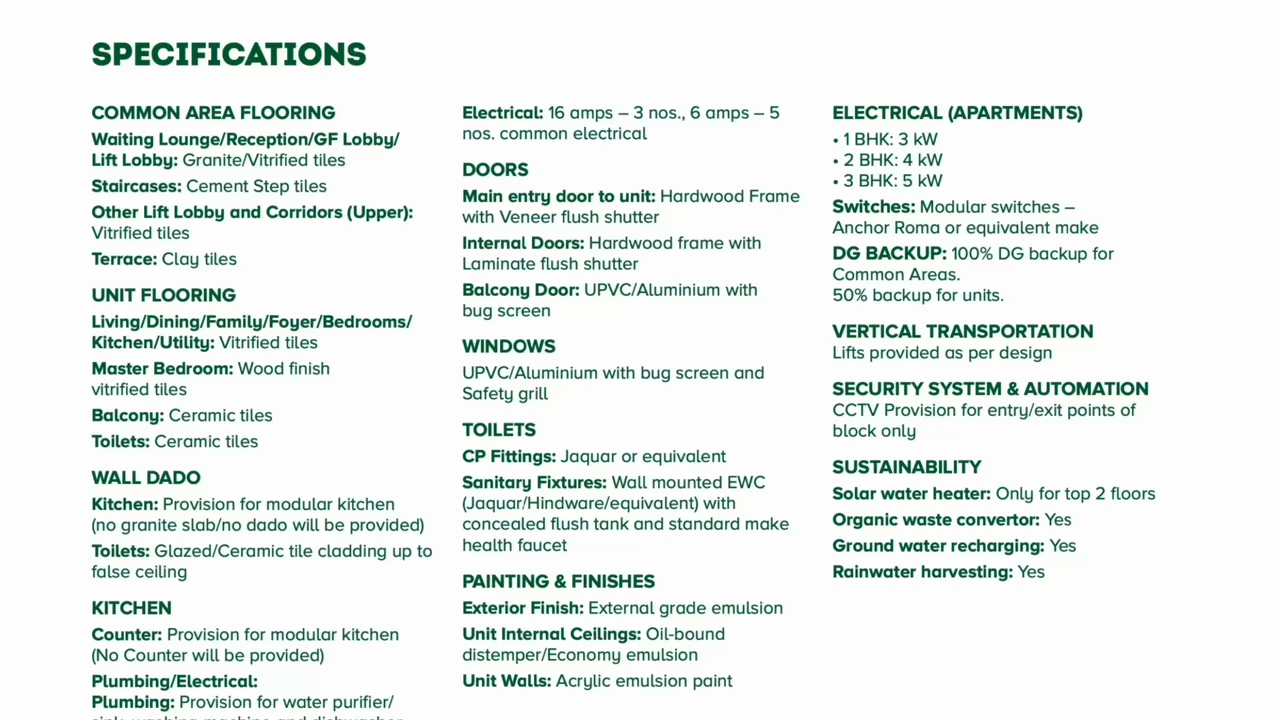 SPECIFICATIONS
COMMON AREA FLOORING
Waiting Lounge/Reception/GF Lobby/
Lift Lobby: Granite/Vitrified tiles
Staircases: Cement Step tiles
Other Lift Lobby and Corridors (Upper):
Vitrified tiles
Terrace: Clay tiles
UNIT FLOORING
Living/Dining/Family/Foyer/Bedrooms/
Kitchen/Utility: Vitrified tiles
Master Bedroom: Wood finish
vitrified tiles
Balcony: Ceramic tiles
Toilets: Ceramic tiles
WALL DADO
Kitchen: Provision for modular kitchen
(no granite slab/no dado will be provided)
Toilets: Glazed/Ceramic tile cladding up to
false ceiling
KITCHEN
Counter: Provision for modular kitchen
(No Counter will be provided)
Plumbing/Electrical:
Plumbing: Provision for water purifier/
sink, washing machine and dishwasher
Electrical: 16 amps – 3 nos., 6 amps – 5
nos. common electrical
DOORS
Main entry door to unit: Hardwood Frame
with Veneer flush shutter
Internal Doors: Hardwood frame with
Laminate flush shutter
Balcony Door: UPVC/Aluminium with
bug screen
WINDOWS
UPVC/Aluminium with bug screen and
Safety grill
TOILETS
CP Fittings: Jaquar or equivalent
Sanitary Fixtures: Wall mounted EWC
(Jaquar/Hindware/equivalent) with
concealed flush tank and standard make
health faucet
PAINTING & FINISHES
Exterior Finish: External grade emulsion
Unit Internal Ceilings: Oil-bound
distemper/Economy emulsion
Unit Walls: Acrylic emulsion paint
ELECTRICAL (APARTMENTS)
• 1 BHK: 3 kW
• 2 BHK: 4 kW
• 3 BHK: 5 kW
Switches: Modular switches –
Anchor Roma or equivalent make
DG BACKUP: 100% DG backup for
Common Areas.
50% backup for units.
VERTICAL TRANSPORTATION
Lifts provided as per design
SECURITY SYSTEM & AUTOMATION
CCTV Provision for entry/exit points of
block only
SUSTAINABILITY
Solar water heater: Only for top 2 floors
Organic waste convertor: Yes
Ground water recharging: Yes
Rainwater harvesting: Yes